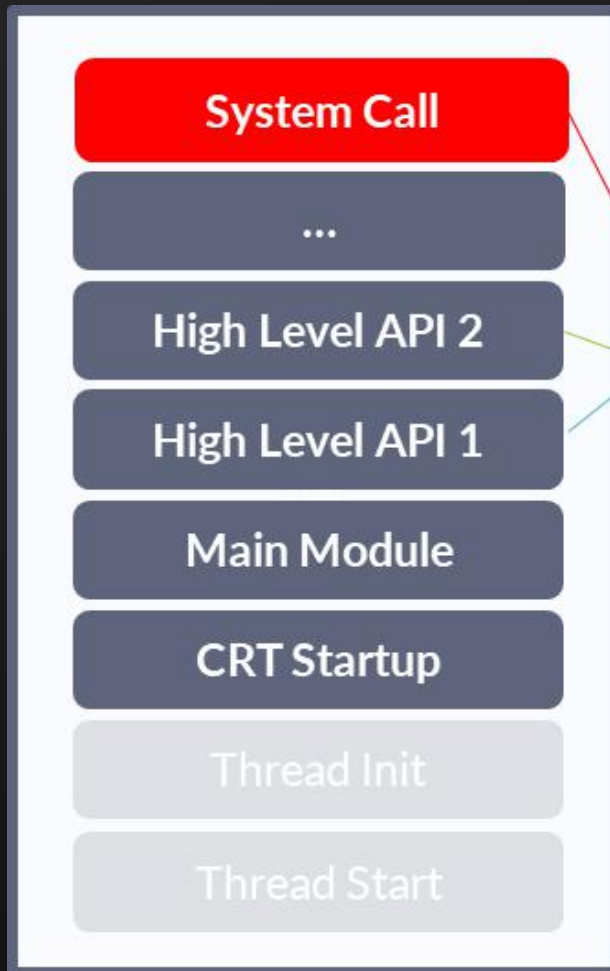 System Call
...
High Level API 2
High Level API 1
Main Module
CRT Startup
Thread Init
Thread Start